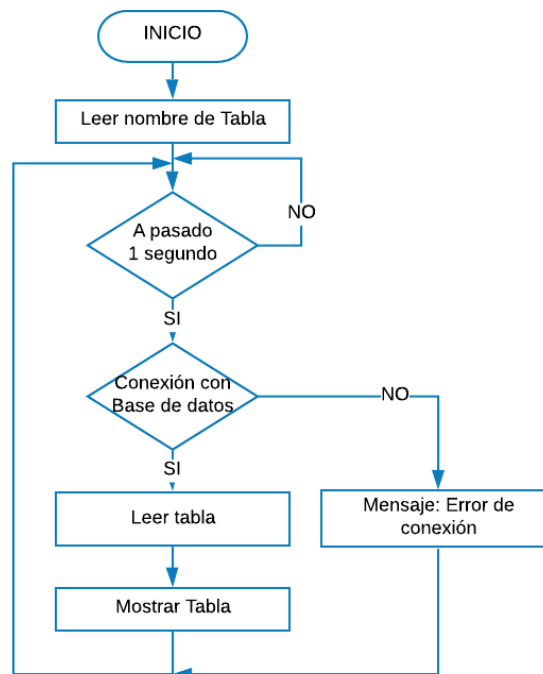 INICIO
Leer nombre de Tabla
A pasado
1 segundo
NO
SI
Conexión con
Base de datos
NO
SI
Leer tabla
Mensaje: Error de
conexión
Mostrar Tabla